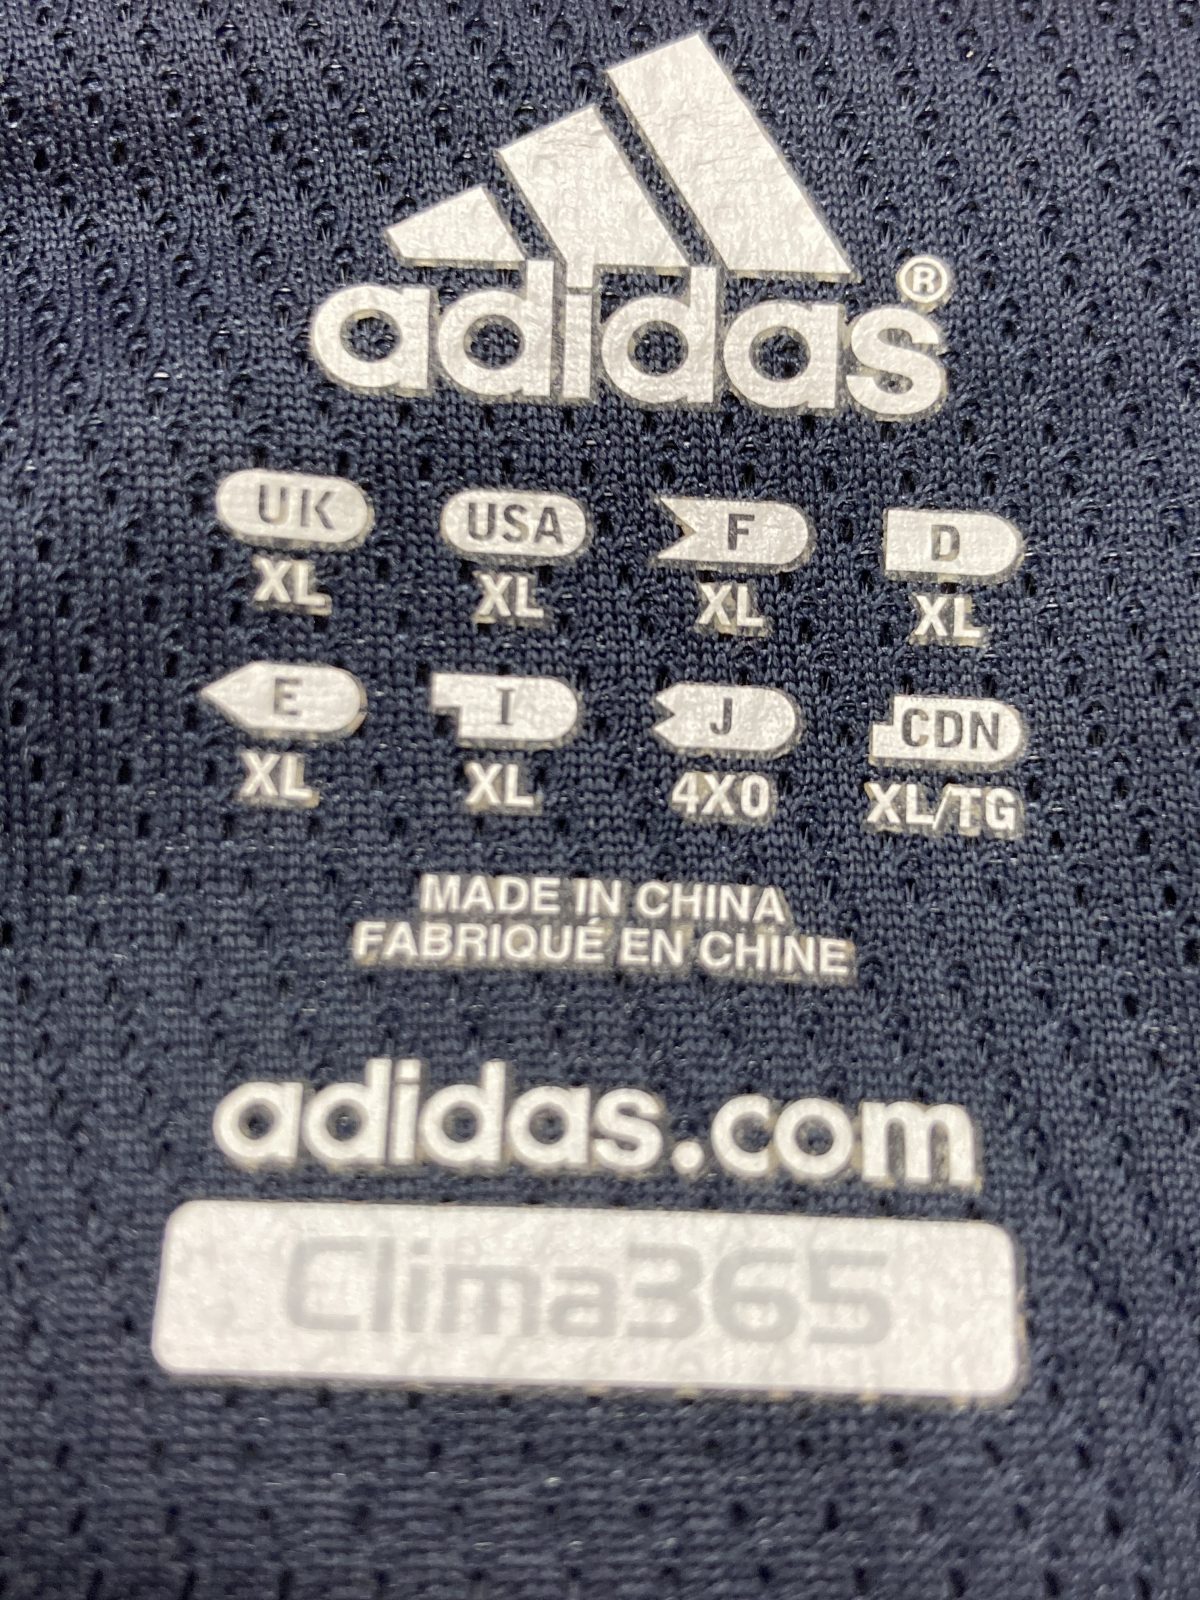 adidas®
UK USA F D
XL XL XL XL
E I J CDN
XL XL 4XO XL/TG
MADE IN CHINA
FABRIQUÉ EN CHINE
adidas.com
Clima365